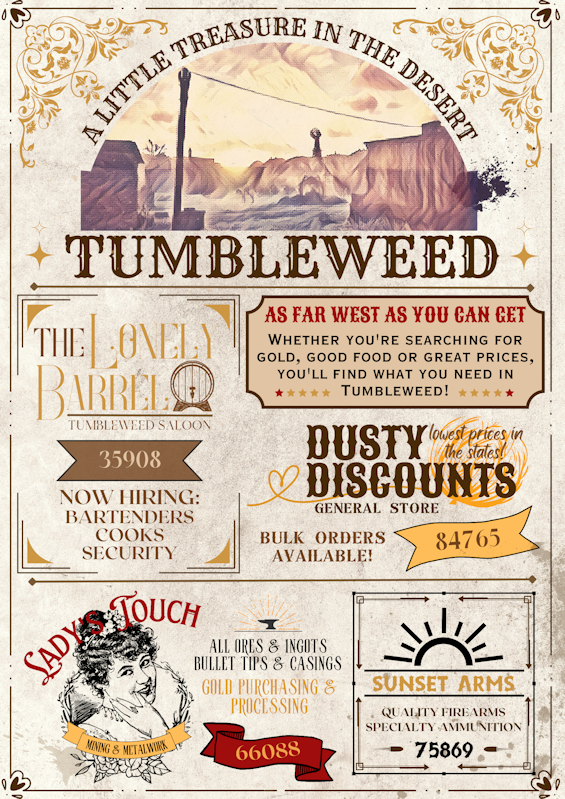 A LITTLE TREASURE IN THE DESERT
TUMBLEWEED
THE LONELY
BARREL
TUMBLEWEED SALOON
35908
NOW HIRING:
BARTENDERS
COOKS
SECURITY
AS FAR WEST AS YOU CAN GET
WHETHER YOU'RE SEARCHING FOR
GOLD, GOOD FOOD OR GREAT PRICES,
YOU'LL FIND WHAT YOU NEED IN
TUMBLEWEED!
DUSTY
lowest prices in
the states!
DISCOUNTS
GENERAL STORE
BULK ORDERS
AVAILABLE!
84765
LADY'S TOUCH
MINING & METALWORK
ALL ORES & INGOTS
BULLET TIPS & CASINGS
GOLD PURCHASING &
PROCESSING
66088
SUNSET ARMS
QUALITY FIREARMS
SPECIALTY AMMUNITION
75869